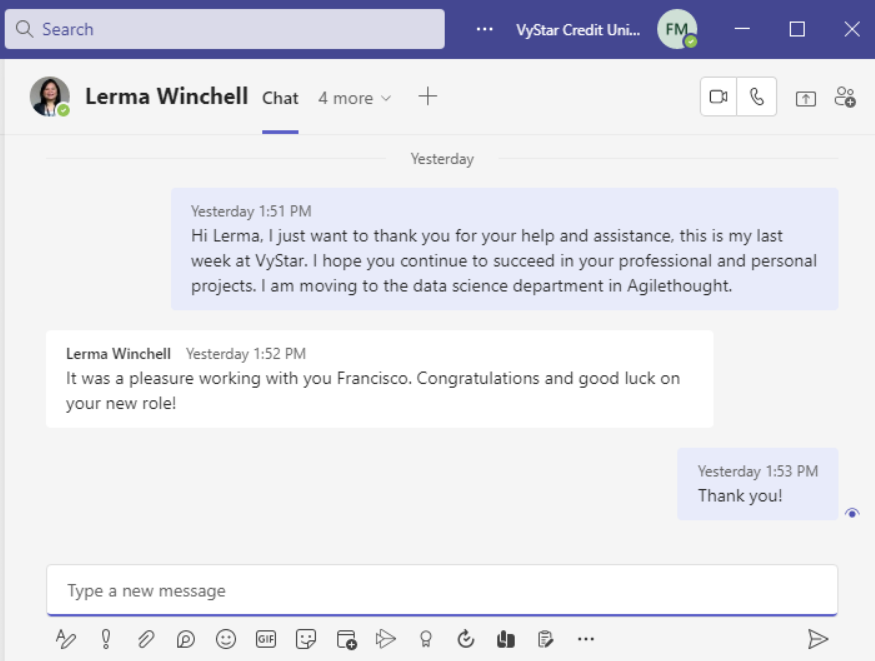 Search
VyStar Credit Uni...
FM
Lerma Winchell
Chat
4 more
Yesterday
Yesterday 1:51 PM
Hi Lerma, I just want to thank you for your help and assistance, this is my last
week at VyStar. I hope you continue to succeed in your professional and personal
projects. I am moving to the data science department in Agilethought.
Lerma Winchell Yesterday 1:52 PM
It was a pleasure working with you Francisco. Congratulations and good luck on
your new role!
Yesterday 1:53 PM
Thank you!
Type a new message
GIF